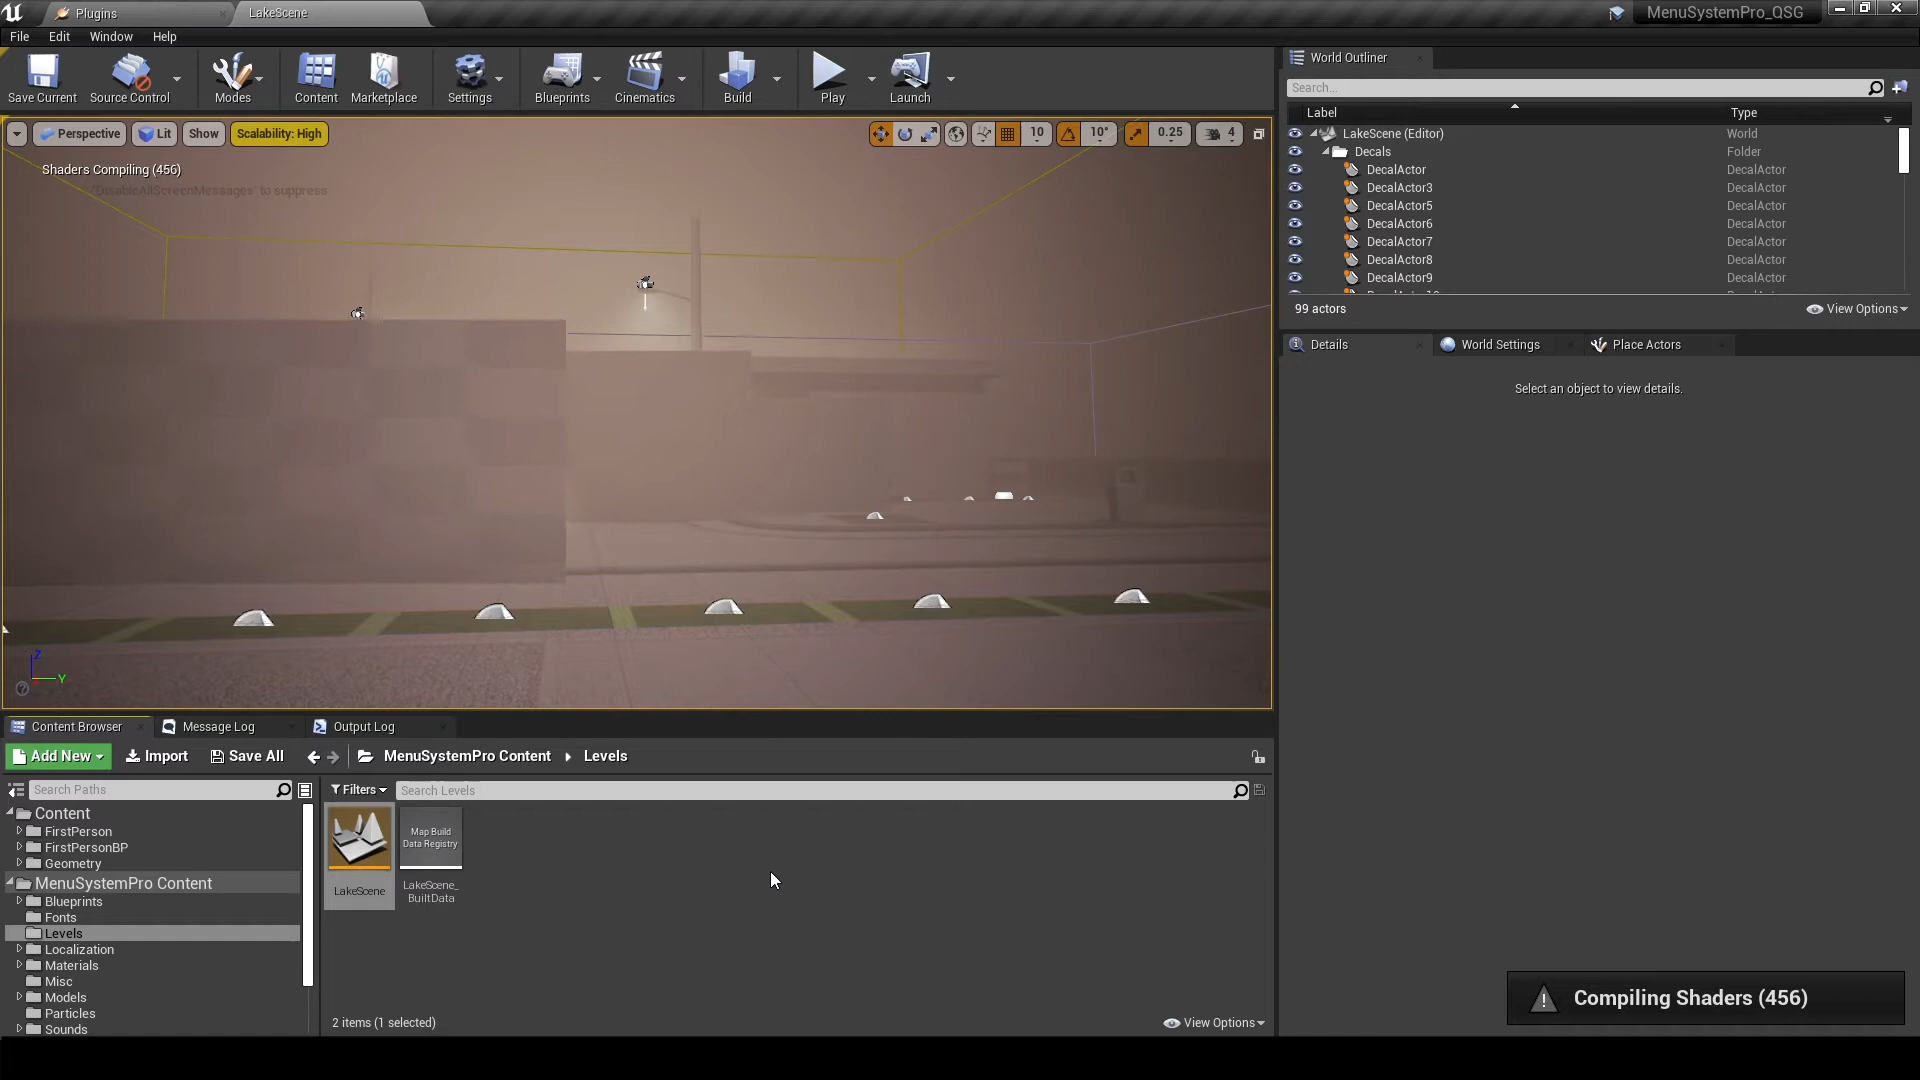 Plugins
LakeScene
MenuSystemPro_QSG
File Edit Window Help
Save Current
Source Control
Modes
Content
Marketplace
Settings
Blueprints
Cinematics
Build
Play
Launch
Perspective
Lit
Show
Scalability: High
10
10°
0.25
4
Shaders Compiling (456)
'DisableAllScreenMessages' to suppress
Z
Y
World Outliner
Search...
Label Type
LakeScene (Editor) World
Decals Folder
DecalActor DecalActor
DecalActor3 DecalActor
DecalActor5 DecalActor
DecalActor6 DecalActor
DecalActor7 DecalActor
DecalActor8 DecalActor
DecalActor9 DecalActor
99 actors
View Options
Details
World Settings
Place Actors
Select an object to view details.
Content Browser
Message Log
Output Log
Add New
Import
Save All
MenuSystemPro Content
Levels
Search Paths
Filters
Search Levels
Content
FirstPerson
FirstPersonBP
Geometry
MenuSystemPro Content
Blueprints
Fonts
Levels
Localization
Materials
Misc
Models
Particles
Sounds
LakeScene
Map Build
Data Registry
LakeScene_
BuiltData
2 items (1 selected)
View Options
Compiling Shaders (456)